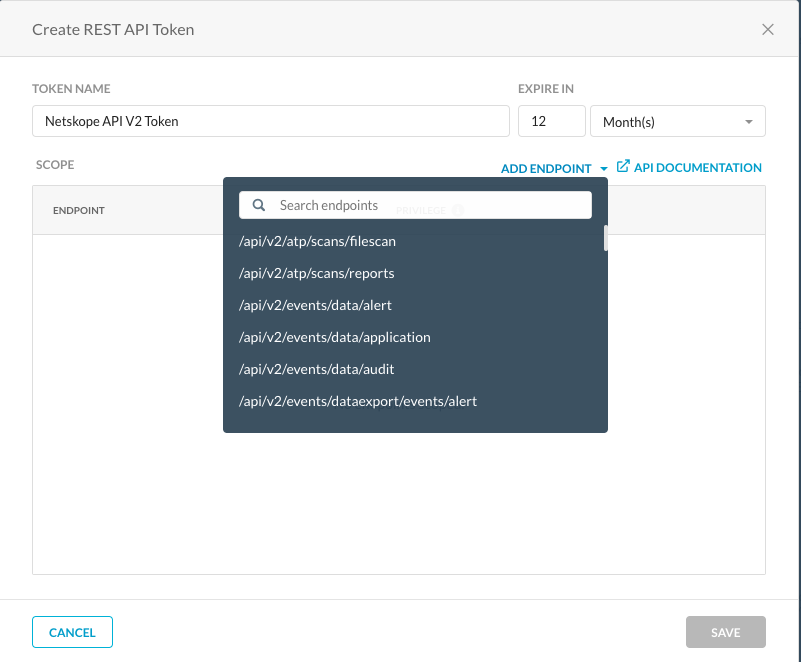 Create REST API Token
TOKEN NAME
EXPIRE IN
Netskope API V2 Token
12
Month(s)
SCOPE
ADD ENDPOINT
API DOCUMENTATION
ENDPOINT
PRIVILEGE
Search endpoints
/api/v2/atp/scans/filescan
/api/v2/atp/scans/reports
/api/v2/events/data/alert
/api/v2/events/data/application
/api/v2/events/data/audit
/api/v2/events/dataexport/events/alert
CANCEL
SAVE